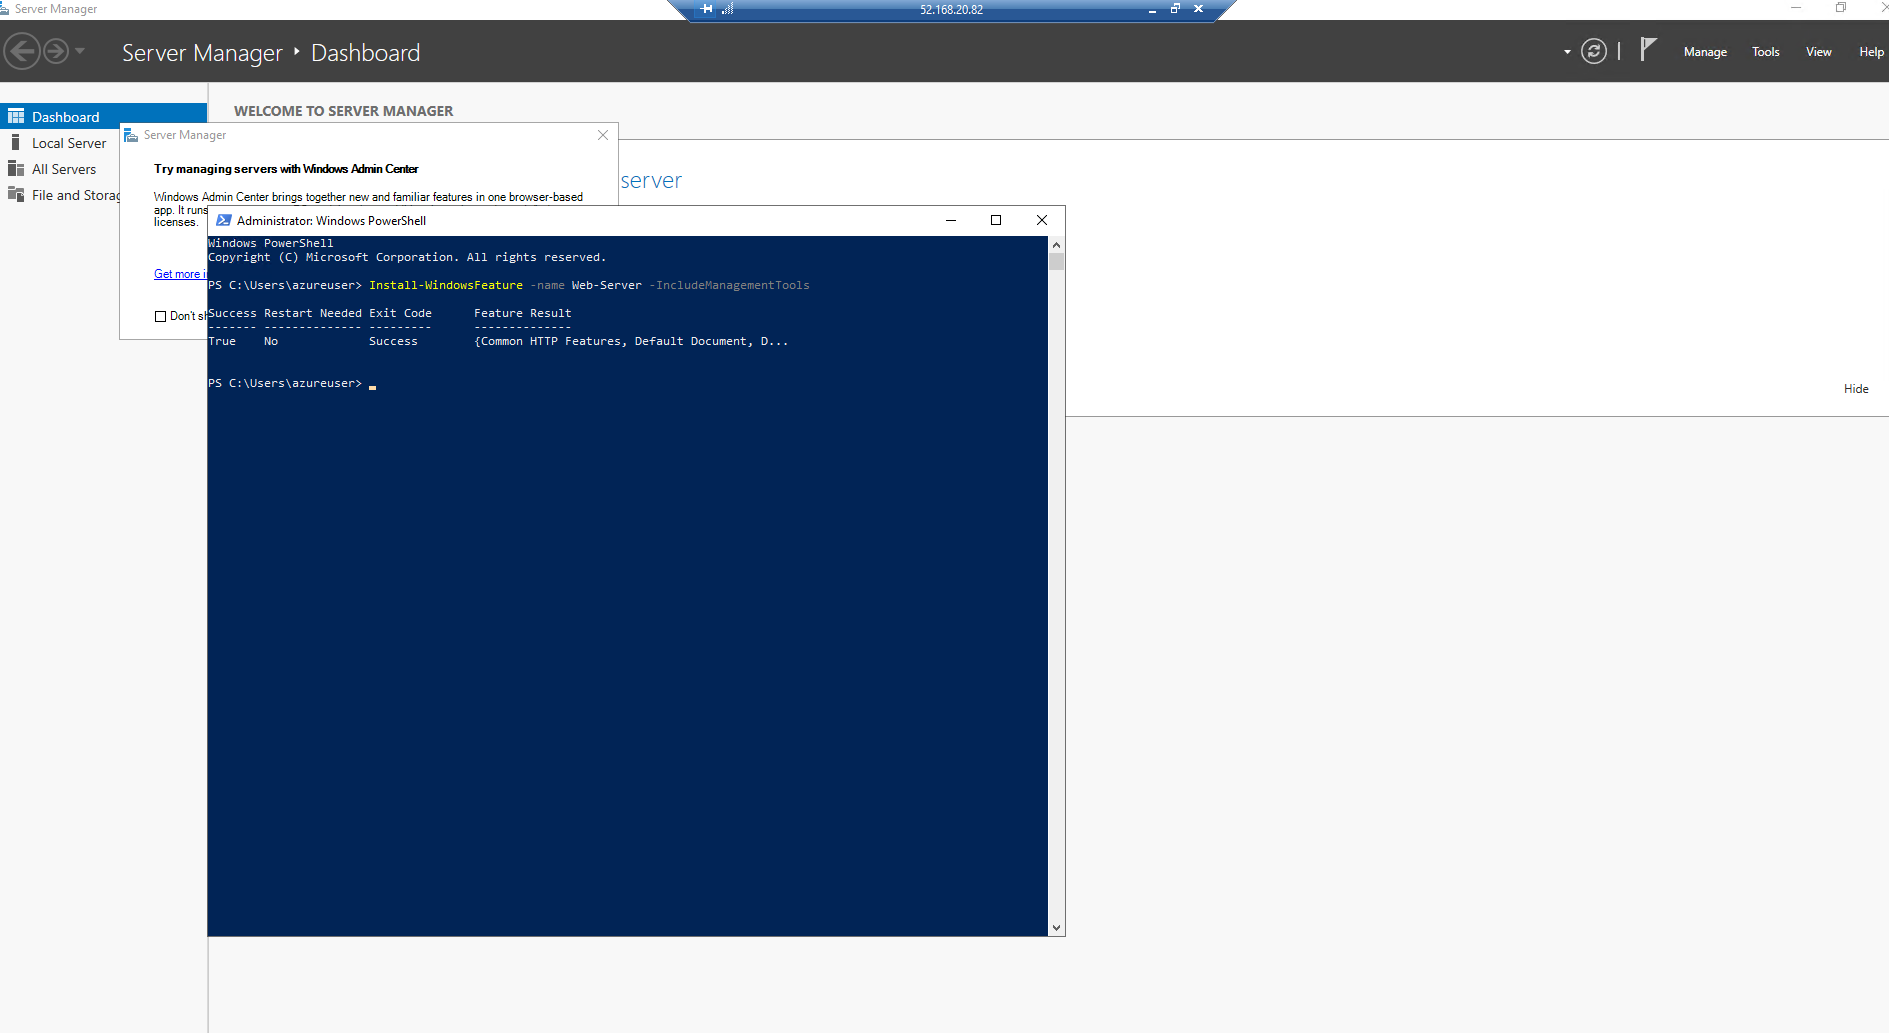 Server Manager
52.168.20.82
Server Manager ‣ Dashboard
Manage Tools View Help
Dashboard
Local Server
All Servers
File and Storag
WELCOME TO SERVER MANAGER
server
Hide
Server Manager
Try managing servers with Windows Admin Center
Windows Admin Center brings together new and familiar features in one browser-based
app. It runs
licenses.
Get more i
Don't sh
Administrator: Windows PowerShell
Windows PowerShell
Copyright (C) Microsoft Corporation. All rights reserved.
PS C:\Users\azureuser> Install-WindowsFeature -name Web-Server -IncludeManagementTools
Success Restart Needed Exit Code      Feature Result
------- -------------- ---------      --------------
True    No             Success        {Common HTTP Features, Default Document, D...
PS C:\Users\azureuser>